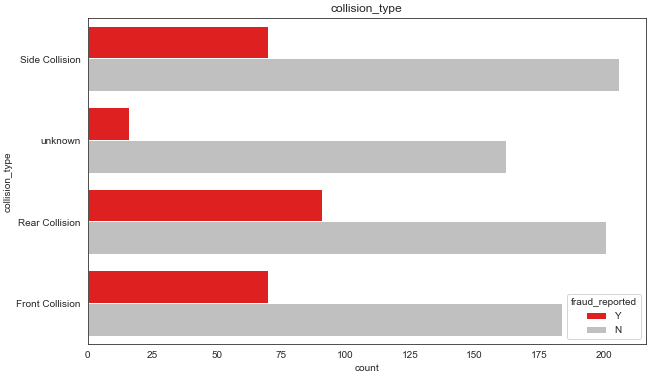 collision_type
collision_type
Side Collision
unknown
Rear Collision
Front Collision
fraud_reported
Y
N
0 25 50 75 100 125 150 175 200
count